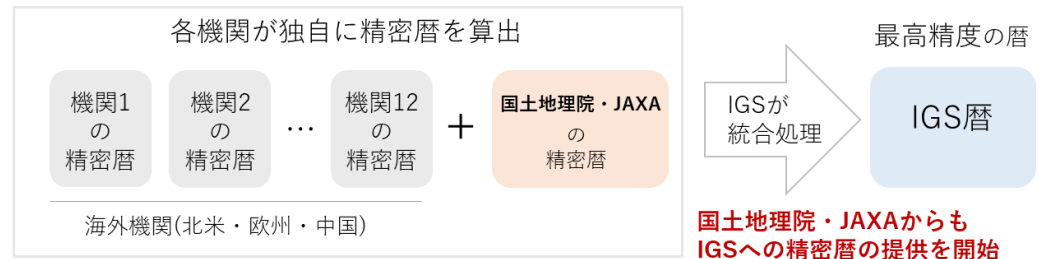 各機関が独自に精密暦を算出
機関1
の
精密暦
機関2
の
精密暦
…
機関12
の
精密暦
+
国土地理院・JAXA
の
精密暦
海外機関(北米・欧州・中国)
IGSが
統合処理
最高精度の暦
IGS暦
国土地理院・JAXAからも
IGSへの精密暦の提供を開始